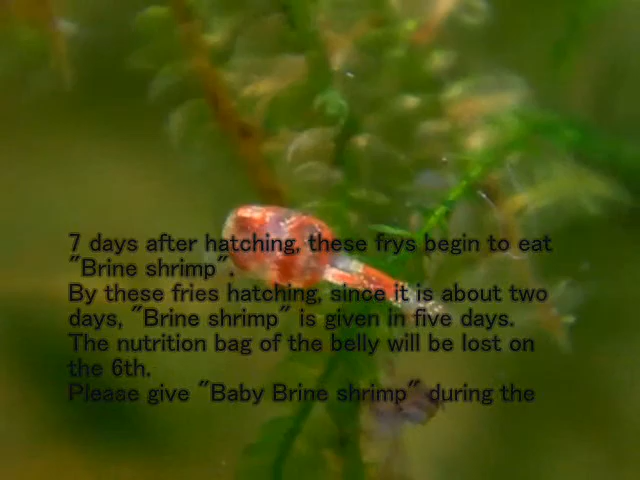 7 days after hatching, these frys begin to eat
"Brine shrimp".
By these fries hatching, since it is about two
days, "Brine shrimp" is given in five days.
The nutrition bag of the belly will be lost on
the 6th.
Please give "Baby Brine shrimp" during the